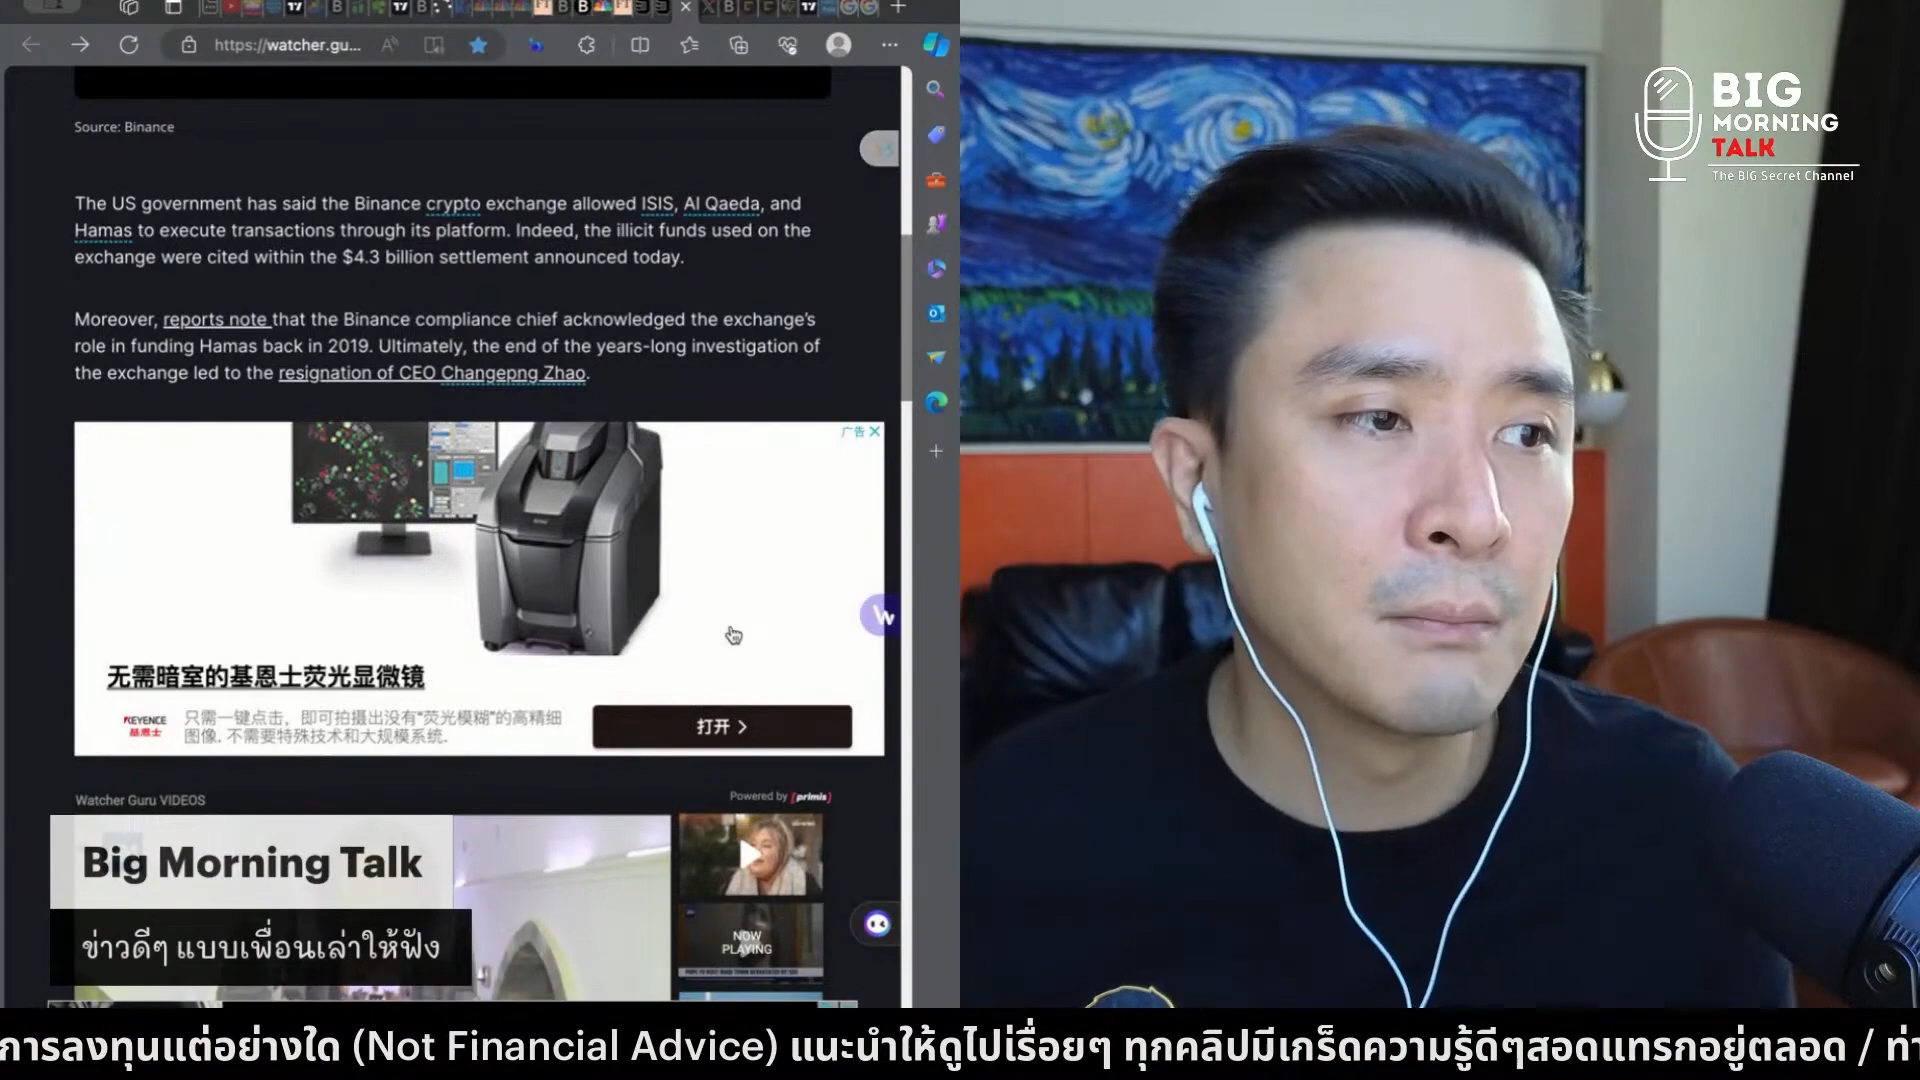 https://watcher.gu...
Source: Binance
The US government has said the Binance crypto exchange allowed ISIS, Al Qaeda, and
Hamas to execute transactions through its platform. Indeed, the illicit funds used on the
exchange were cited within the $4.3 billion settlement announced today.
Moreover, reports note that the Binance compliance chief acknowledged the exchange's
role in funding Hamas back in 2019. Ultimately, the end of the years-long investigation of
the exchange led to the resignation of CEO Changepng Zhao.
广告
无需暗室的基恩士荧光显微镜
KEYENCE
基恩士
只需一键点击，即可拍摄出没有“荧光模糊”的高精细
图像. 不需要特殊技术和大规模系统.
打开 >
Watcher Guru VIDEOS
Powered by [primis]
NOW
PLAYING
Big Morning Talk
ข่าวดีๆ แบบเพื่อนเล่าให้ฟัง
BIG
MORNING
TALK
The BIG Secret Channel
การลงทุนแต่อย่างใด (Not Financial Advice) แนะนำให้ดูไปเรื่อยๆ ทุกคลิปมีเกร็ดความรู้ดีๆสอดแทรกอยู่ตลอด / ท่า